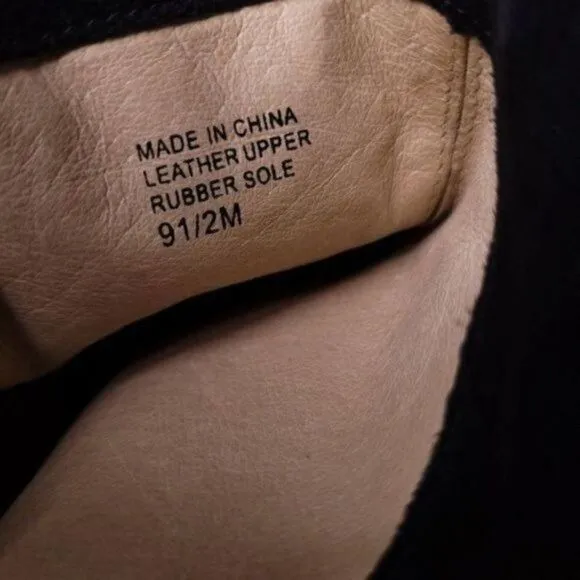 MADE IN CHINA
LEATHER UPPER
RUBBER SOLE
91/2M